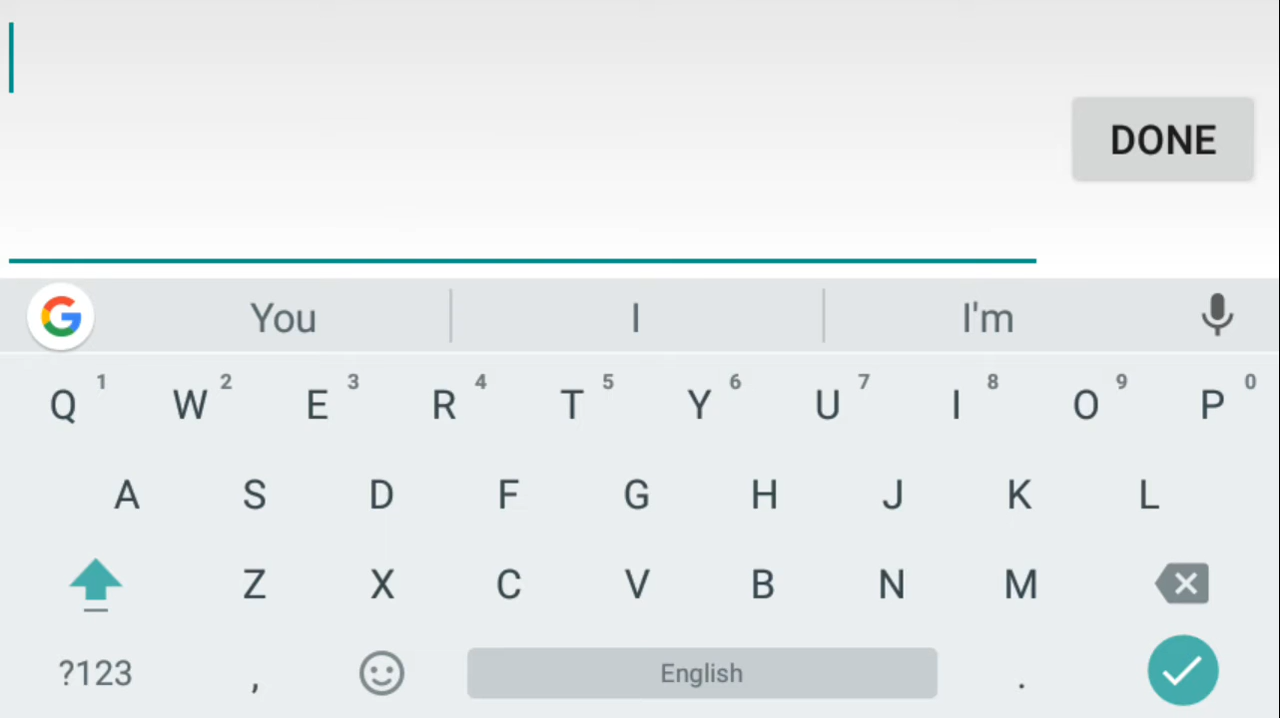 DONE
You I I'm
Q 1 W 2 E 3 R 4 T 5 Y 6 U 7 I 8 O 9 P 0
A S D F G H J K L
Z X C V B N M
?123 , English .